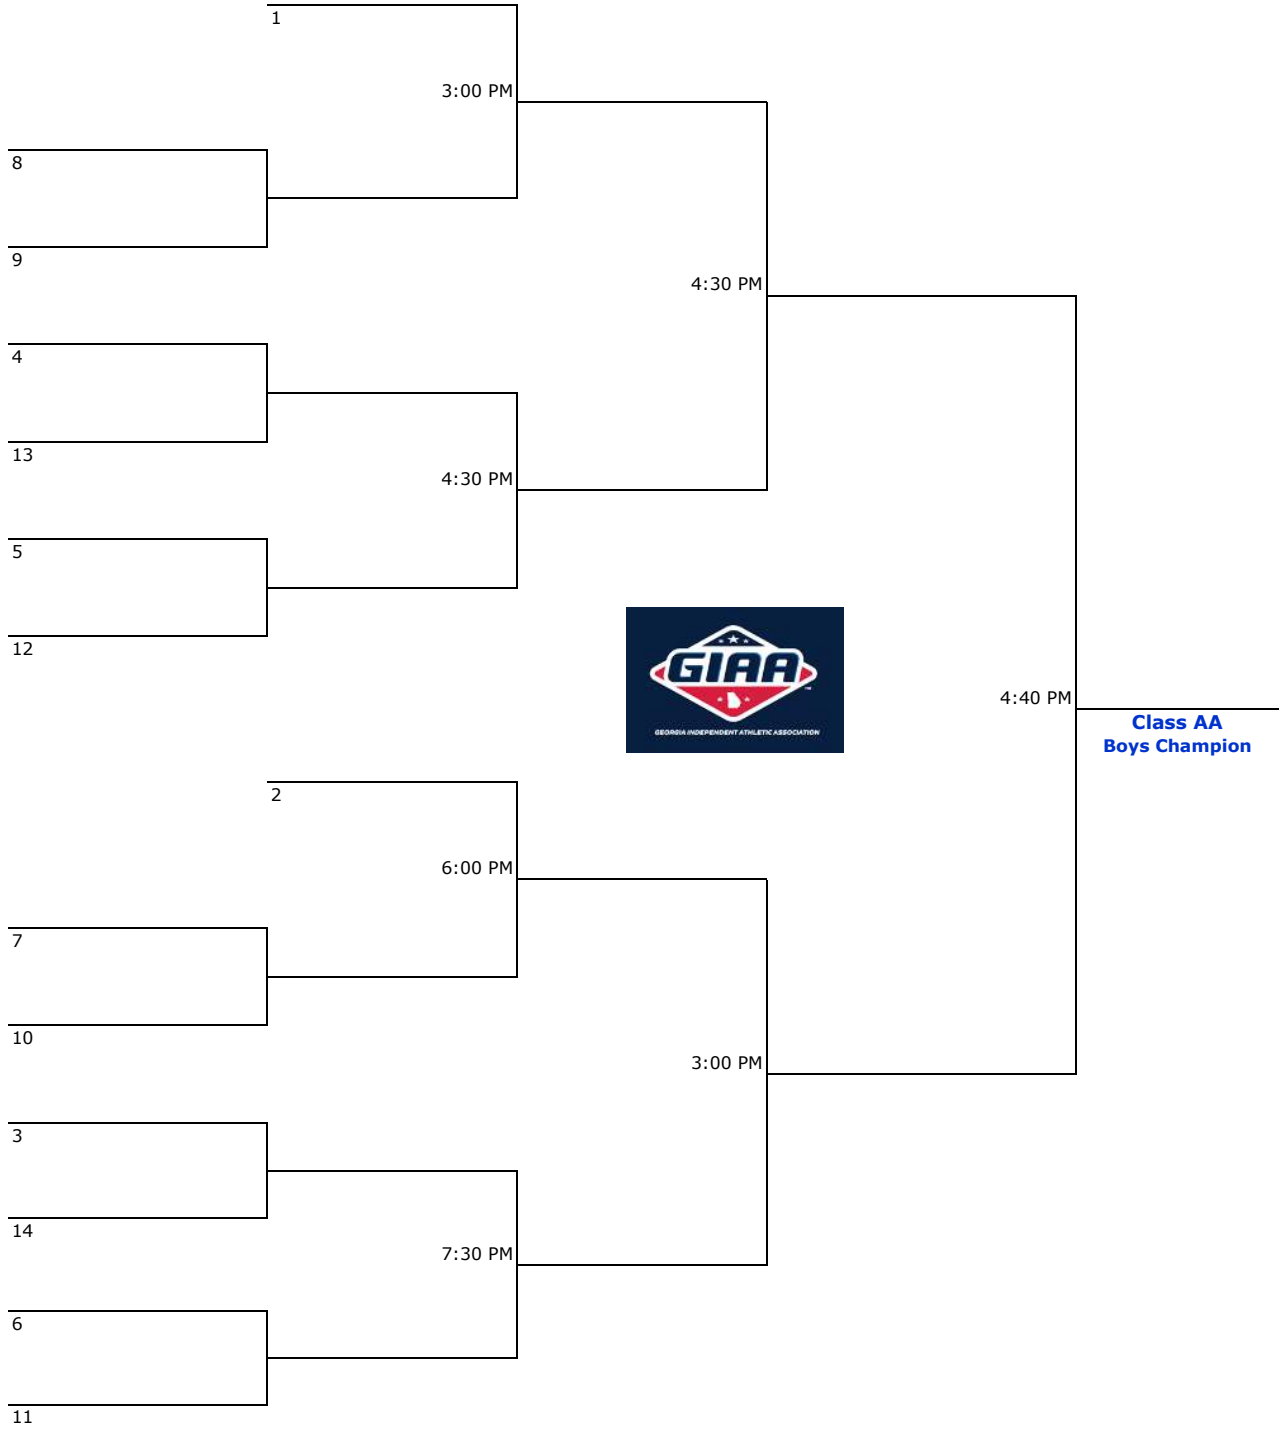 1
3:00 PM
8
9
4:30 PM
4
13
4:30 PM
5
12
GIAA
GEORGIA INDEPENDENT ATHLETIC ASSOCIATION
4:40 PM
Class AA
Boys Champion
2
6:00 PM
7
10
3:00 PM
3
14
7:30 PM
6
11